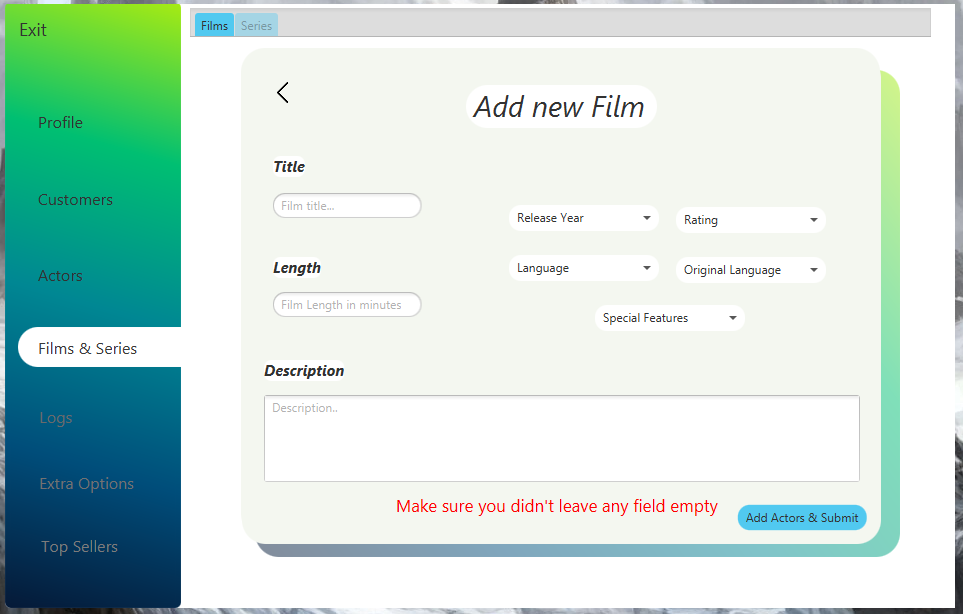 Exit
Profile
Customers
Actors
Films & Series
Logs
Extra Options
Top Sellers
Films Series
Add new Film
Title
Film title...
Release Year
Rating
Length
Language
Original Language
Film Length in minutes
Special Features
Description
Description..
Make sure you didn't leave any field empty
Add Actors & Submit